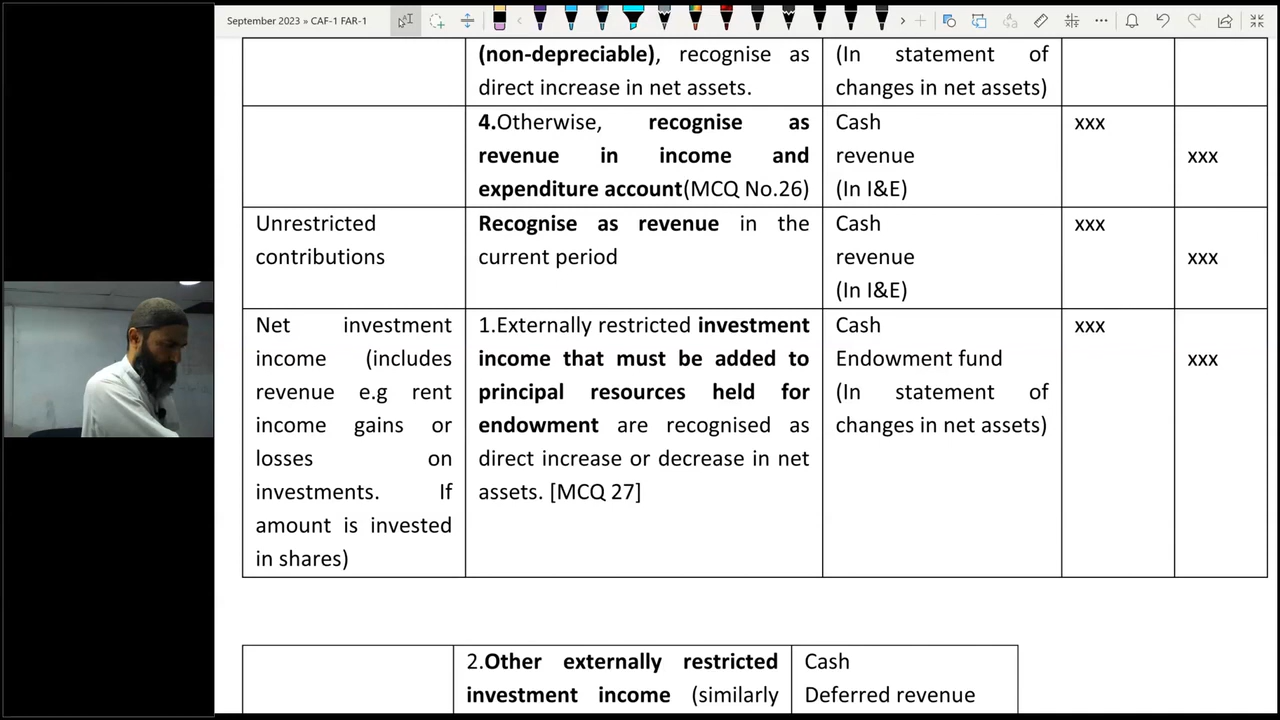 September 2023 » CAF-1 FAR-1
(non-depreciable), recognise as
direct increase in net assets.
(In statement of
changes in net assets)
4.Otherwise, recognise as
revenue in income and
expenditure account(MCQ No.26)
Cash
revenue
(In I&E)
xxx
xxx
Unrestricted
contributions
Recognise as revenue in the
current period
Cash
revenue
(In I&E)
xxx
xxx
Net investment
income (includes
revenue e.g rent
income gains or
losses on
investments. If
amount is invested
in shares)
1.Externally restricted investment
income that must be added to
principal resources held for
endowment are recognised as
direct increase or decrease in net
assets. [MCQ 27]
Cash
Endowment fund
(In statement of
changes in net assets)
xxx
xxx
2.Other externally restricted
investment income (similarly
Cash
Deferred revenue